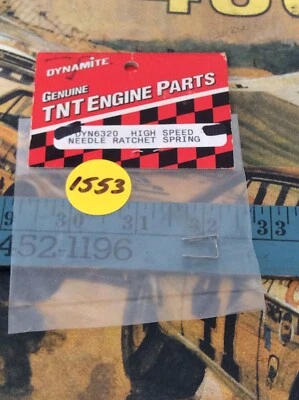 DYNAMITE
GENUINE
TNT ENGINE PARTS
DYN6320 HIGH SPEED
NEEDLE RATCHET SPRING
1553
30 31 32 33
452-1196